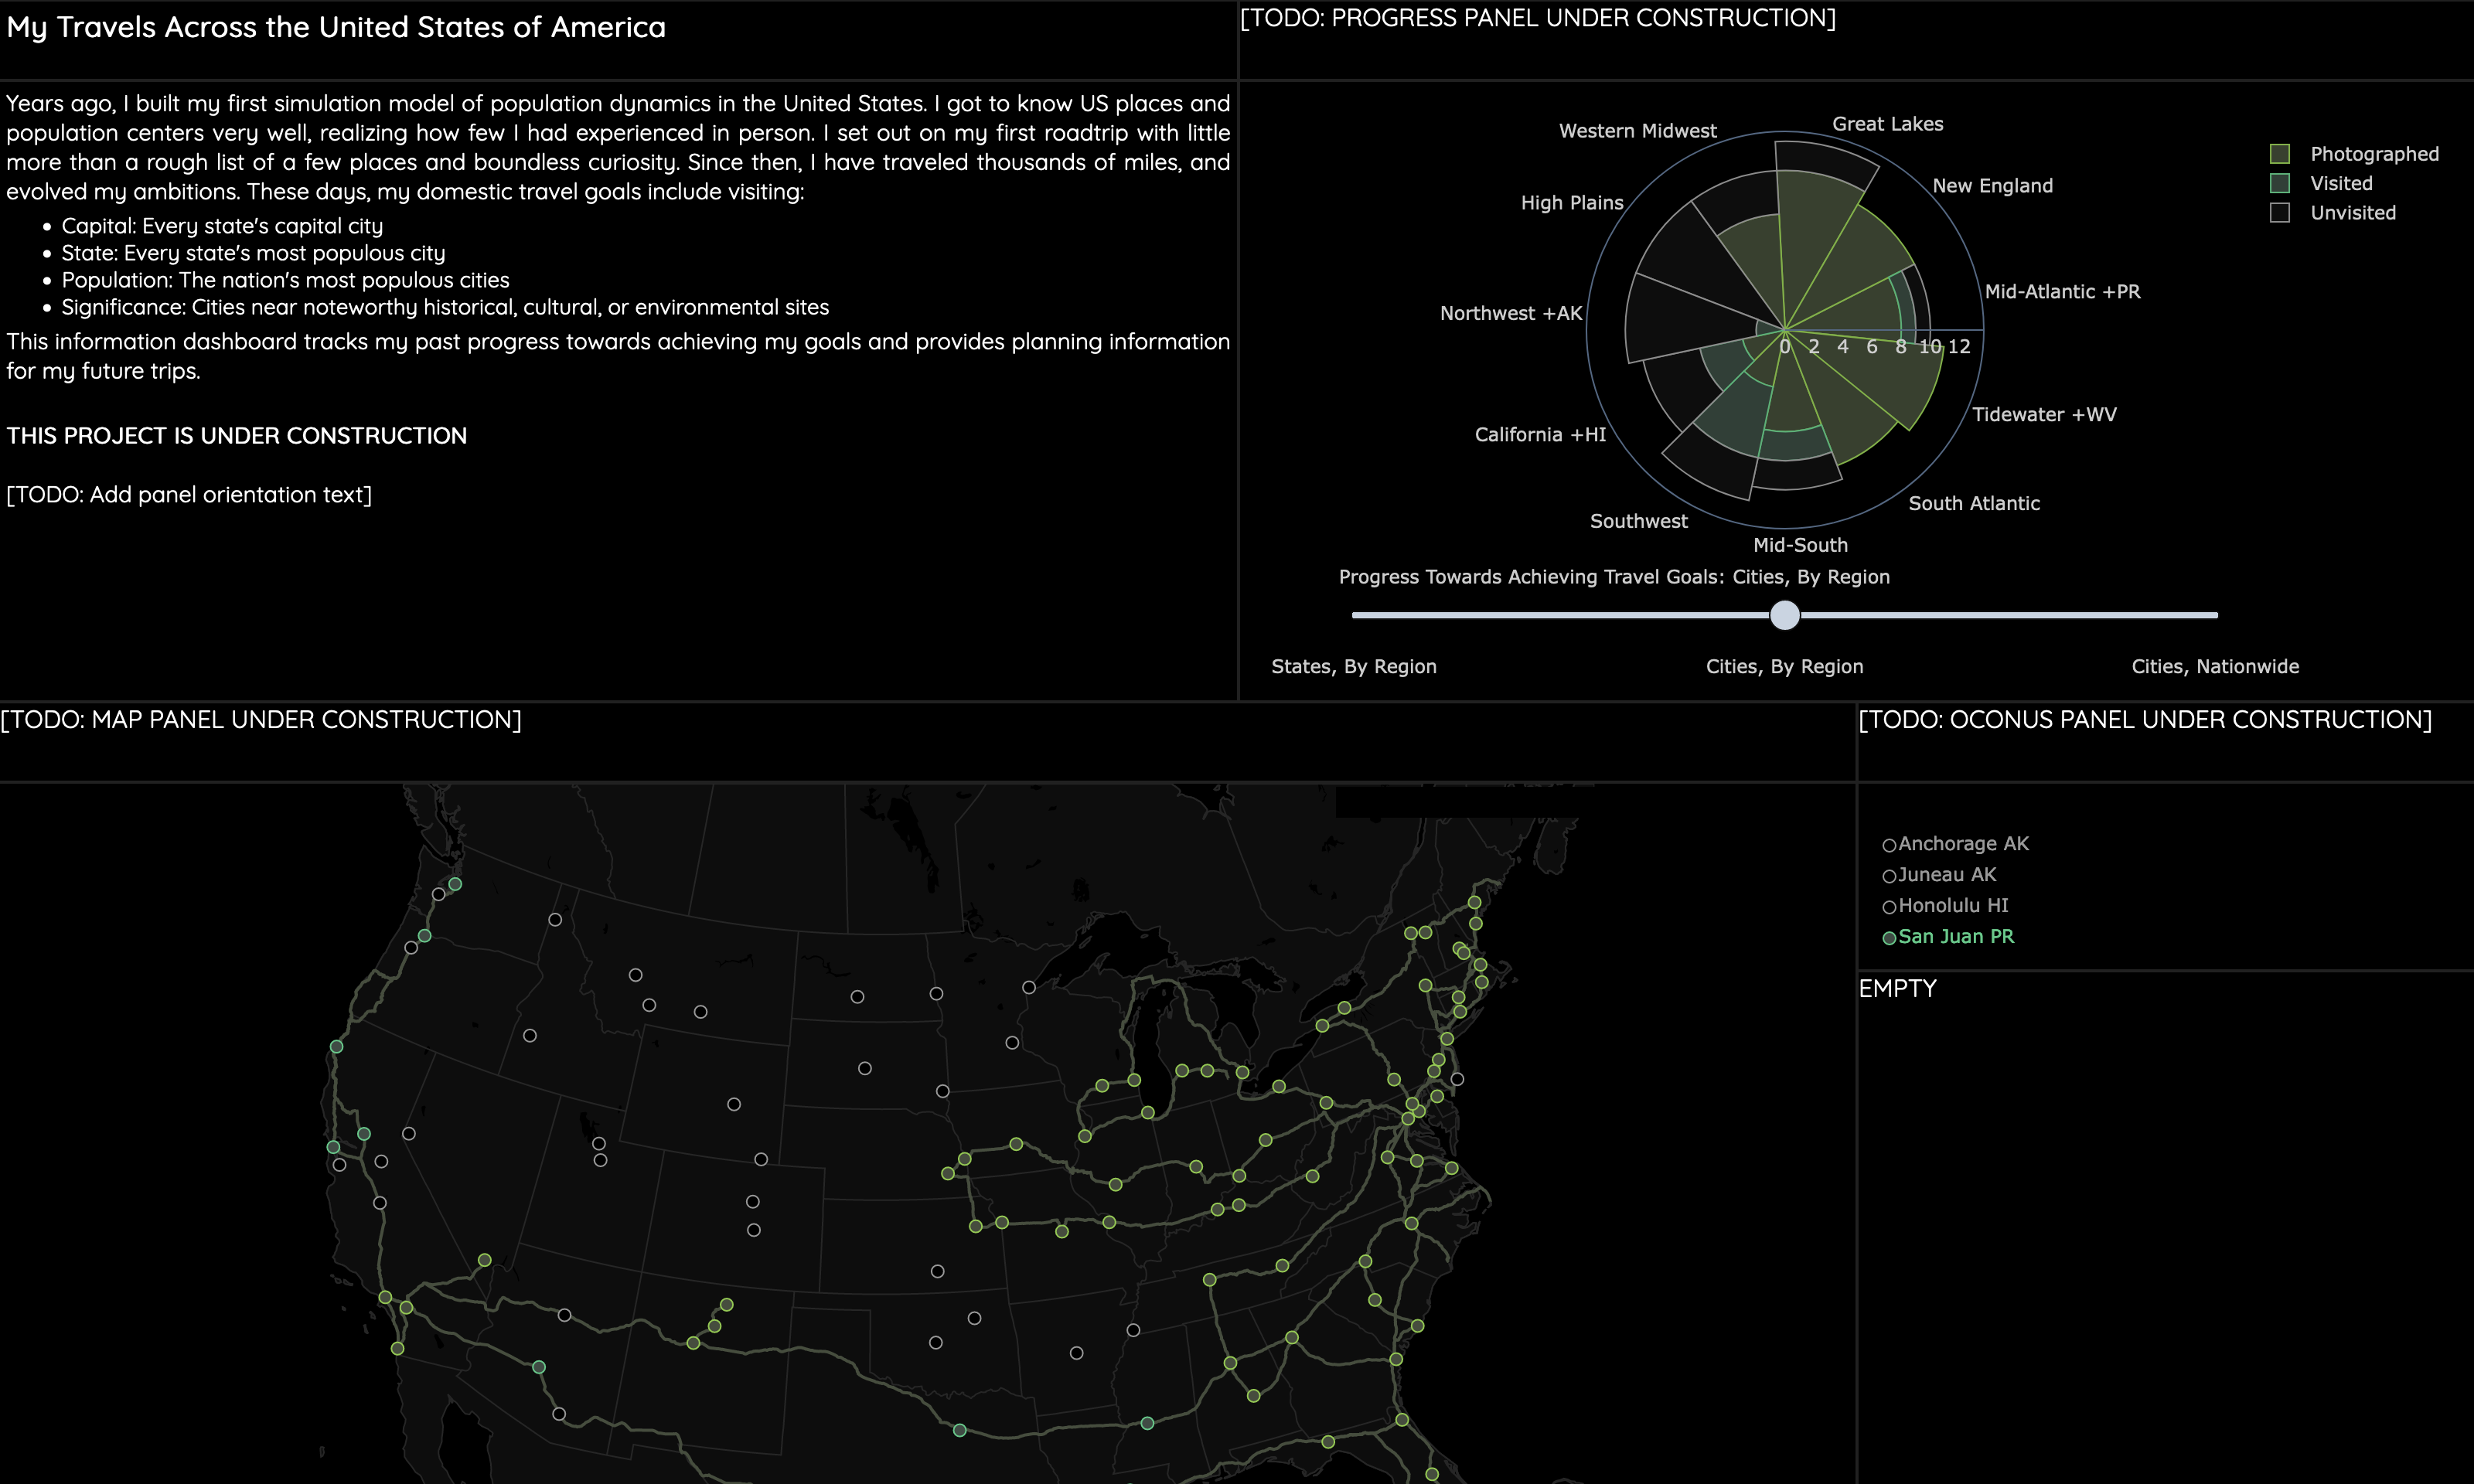 My Travels Across the United States of America
[TODO: PROGRESS PANEL UNDER CONSTRUCTION]
Years ago, I built my first simulation model of population dynamics in the United States. I got to know US places and
population centers very well, realizing how few I had experienced in person. I set out on my first roadtrip with little
more than a rough list of a few places and boundless curiosity. Since then, I have traveled thousands of miles, and
evolved my ambitions. These days, my domestic travel goals include visiting:
• Capital: Every state's capital city
• State: Every state's most populous city
• Population: The nation's most populous cities
• Significance: Cities near noteworthy historical, cultural, or environmental sites
This information dashboard tracks my past progress towards achieving my goals and provides planning information
for my future trips.
THIS PROJECT IS UNDER CONSTRUCTION
[TODO: Add panel orientation text]
Great Lakes
Western Midwest
New England
High Plains
Mid-Atlantic +PR
Northwest +AK
0 2 4 6 8 10 12
Tidewater +WV
California +HI
South Atlantic
Southwest
Mid-South
Photographed
Visited
Unvisited
Progress Towards Achieving Travel Goals: Cities, By Region
States, By Region
Cities, By Region
Cities, Nationwide
[TODO: MAP PANEL UNDER CONSTRUCTION]
[TODO: OCONUS PANEL UNDER CONSTRUCTION]
Anchorage AK
Juneau AK
Honolulu HI
San Juan PR
EMPTY